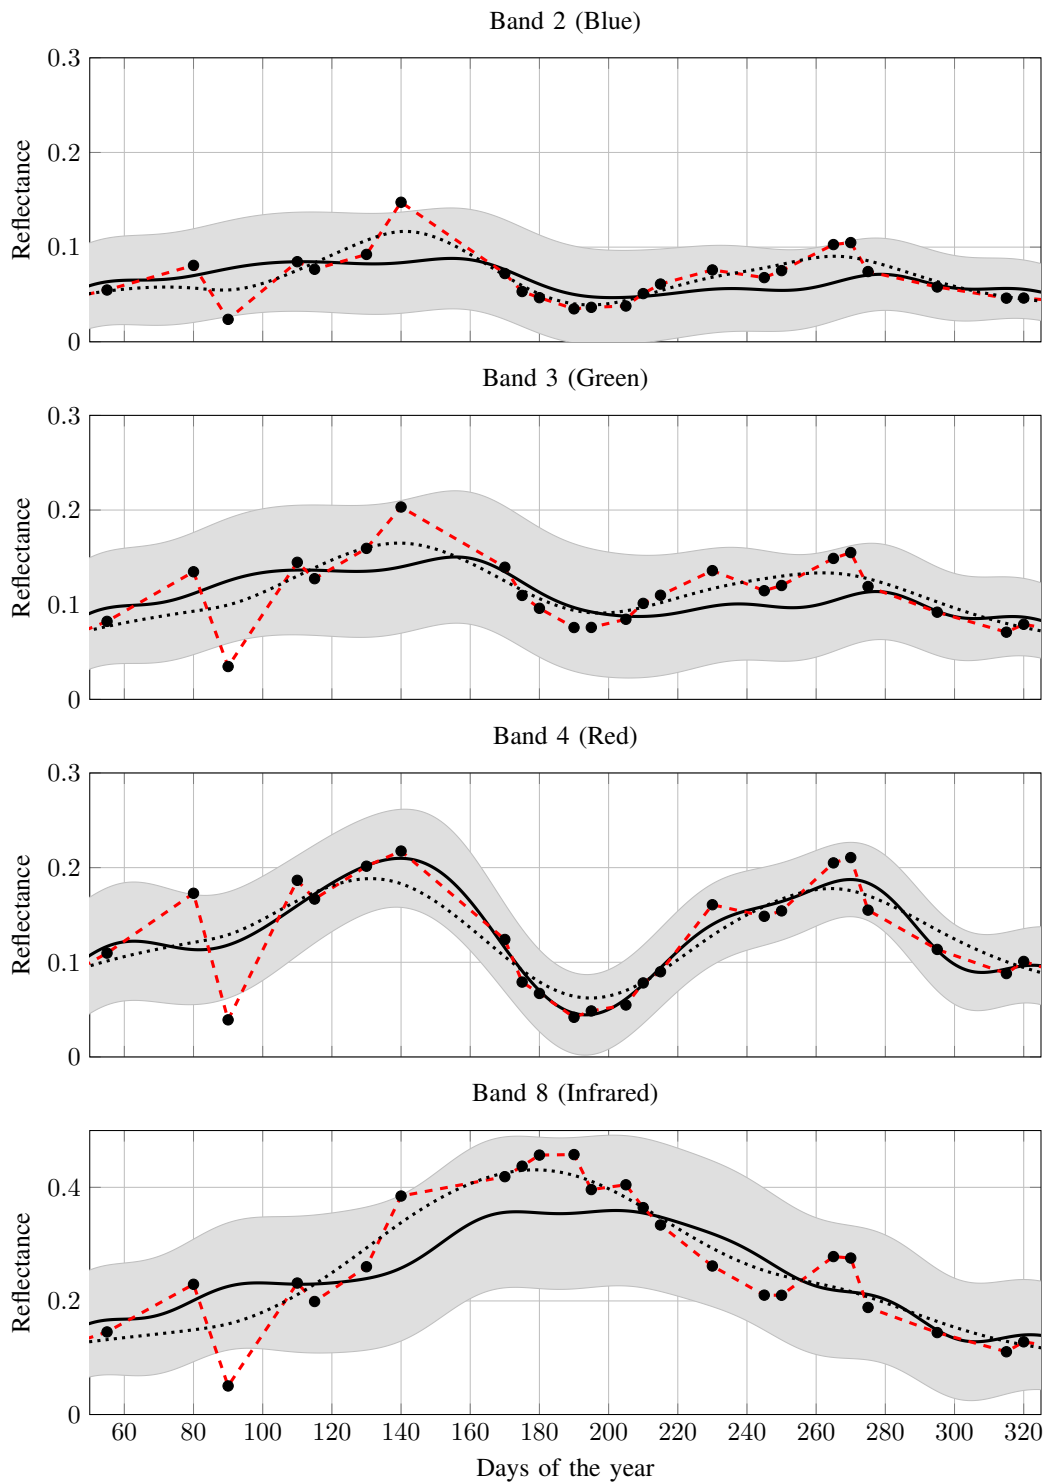 Band 2 (Blue)
0.3
0.2
0.1
0
Reflectance
Band 3 (Green)
0.3
0.2
0.1
0
Reflectance
Band 4 (Red)
0.3
0.2
0.1
0
Reflectance
Band 8 (Infrared)
0.4
0.2
0
Reflectance
60 80 100 120 140 160 180 200 220 240 260 280 300 320
Days of the year